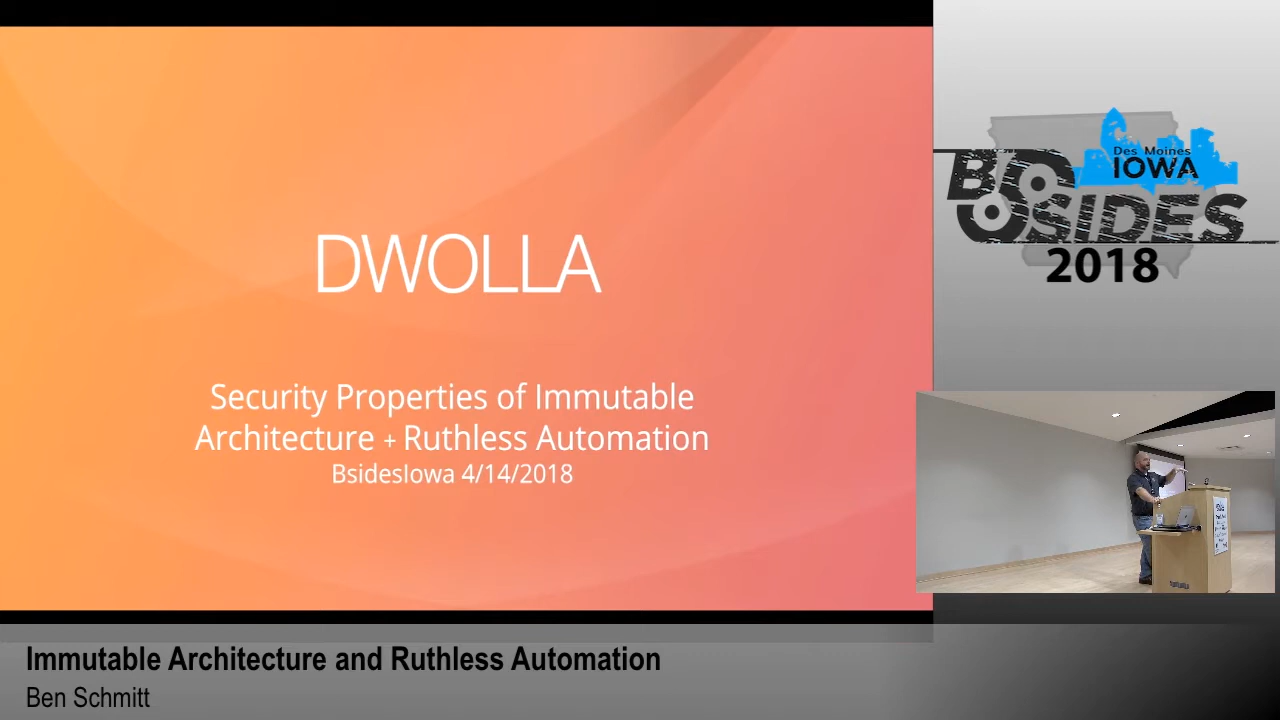 DWOLLA
Security Properties of Immutable
Architecture + Ruthless Automation
BsidesIowa 4/14/2018
Des Moines
IOWA
BSIDES
2018
Immutable Architecture and Ruthless Automation
Ben Schmitt